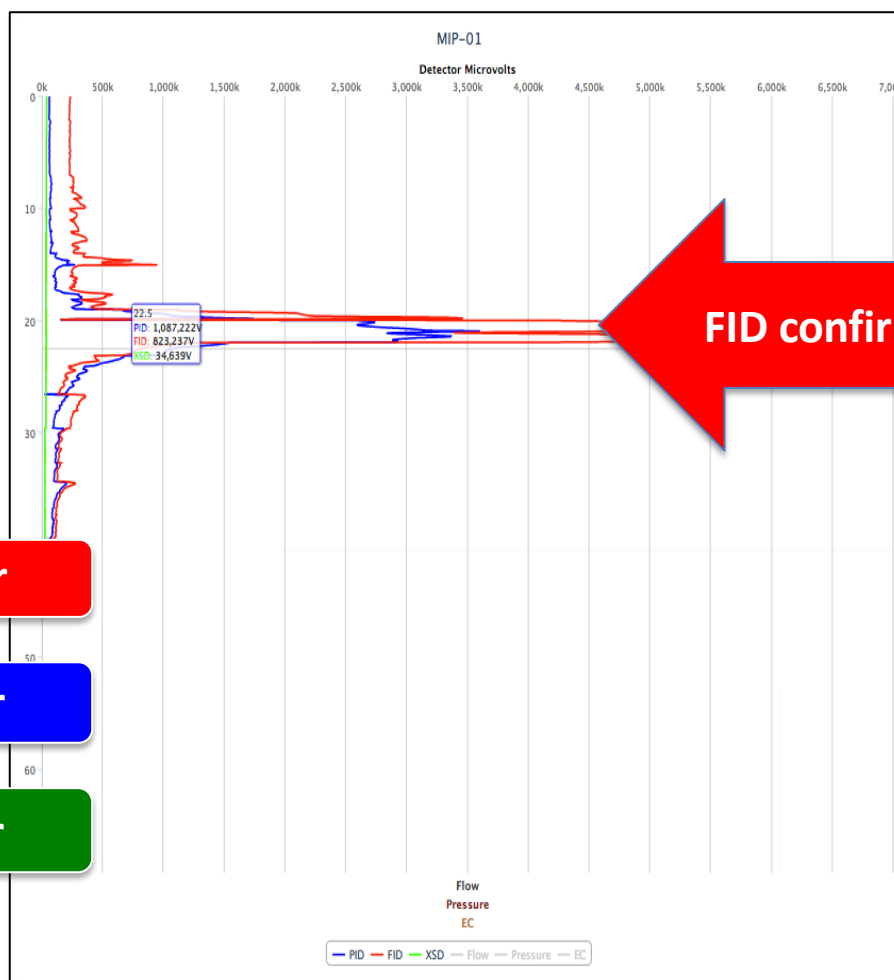 MIP-01
Detector Microvolts
0k 500k 1,000k 1,500k 2,000k 2,500k 3,000k 3,500k 4,000k 4,500k 5,000k 5,500k 6,000k 6,500k
0
10
20
30
50
60
22.5
PID: 1,087,222V
FID: 823,237V
XSD: 34,639V
FID confir
r
r
r
Flow
Pressure
EC
PID FID XSD Flow Pressure EC